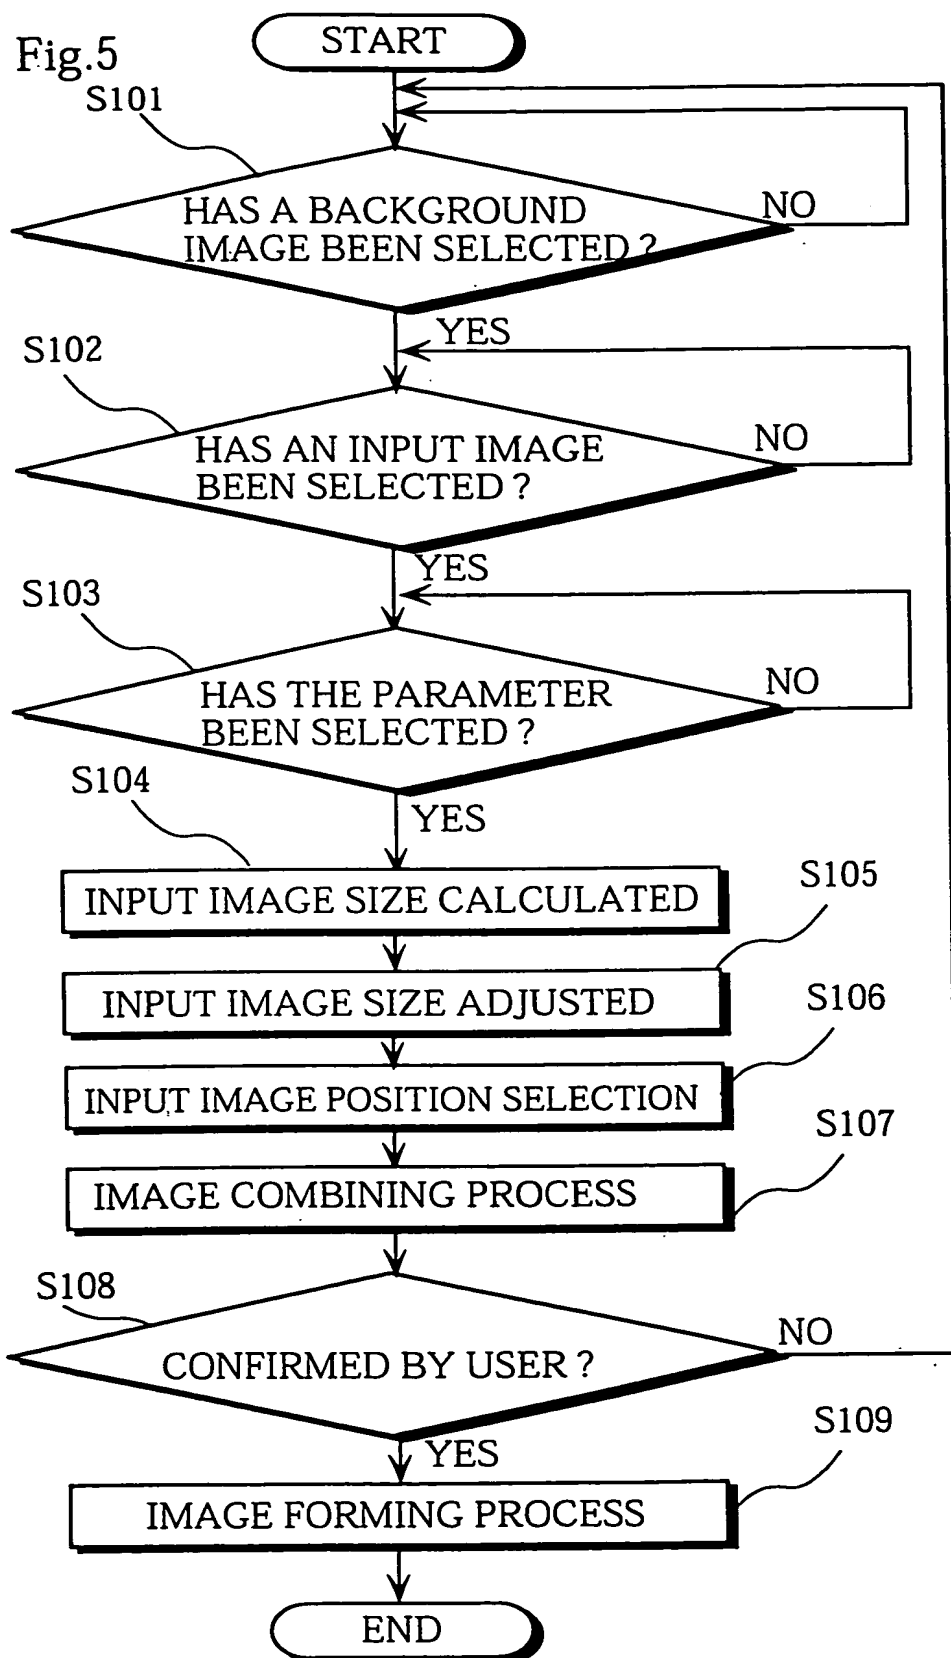 Fig.5
START
S101
HAS A BACKGROUND
IMAGE BEEN SELECTED ?
NO
YES
S102
HAS AN INPUT IMAGE
BEEN SELECTED ?
NO
YES
S103
HAS THE PARAMETER
BEEN SELECTED ?
NO
YES
S104
INPUT IMAGE SIZE CALCULATED
S105
INPUT IMAGE SIZE ADJUSTED
S106
INPUT IMAGE POSITION SELECTION
S107
IMAGE COMBINING PROCESS
S108
CONFIRMED BY USER ?
NO
YES
S109
IMAGE FORMING PROCESS
END